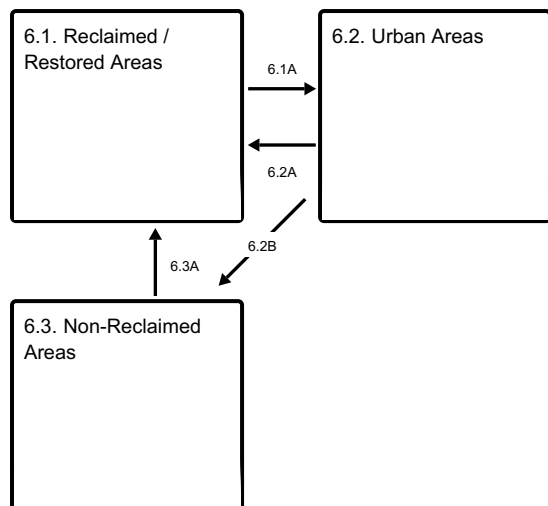 6.1. Reclaimed /
Restored Areas
6.2. Urban Areas
6.1A
6.2A
6.2B
6.3A
6.3. Non-Reclaimed
Areas